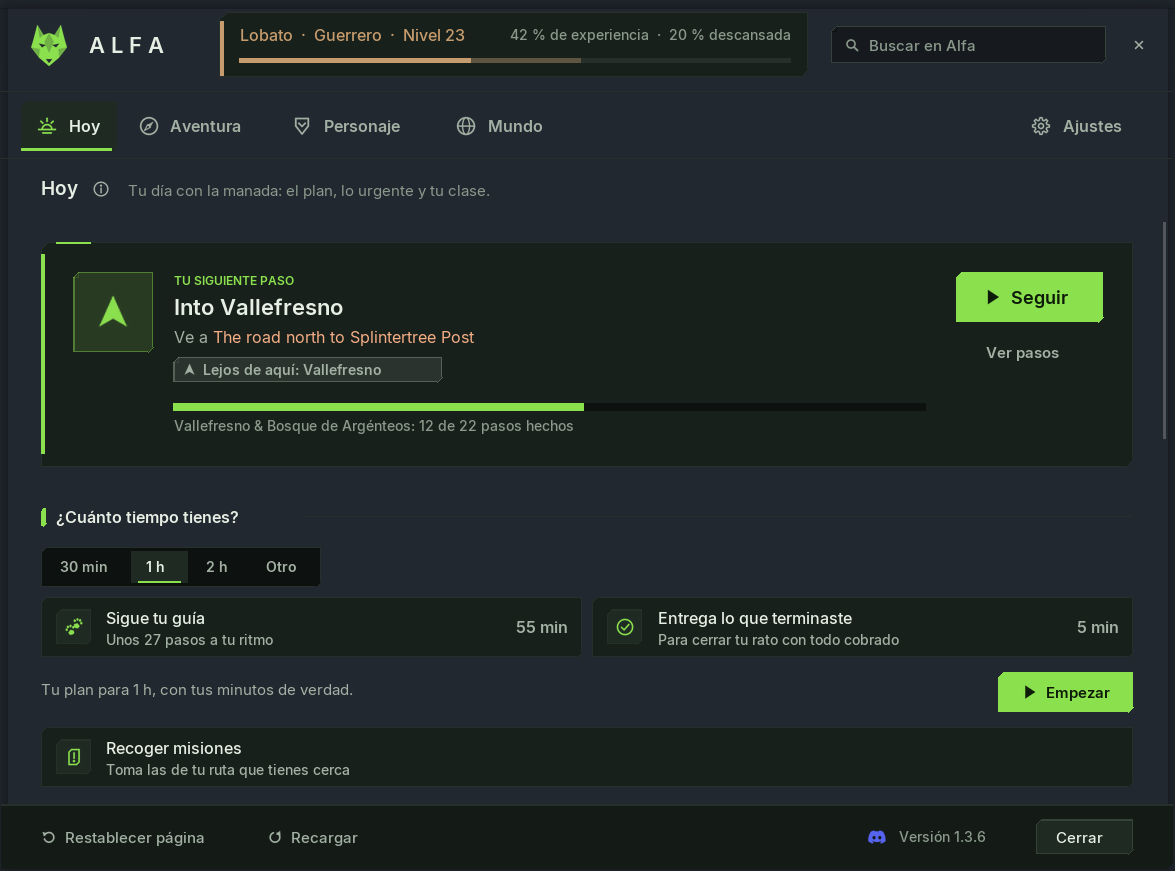 ALFA
Lobato · Guerrero · Nivel 23
42 % de experiencia · 20 % descansada
Buscar en Alfa
Hoy
Aventura
Personaje
Mundo
Ajustes
Hoy
Tu día con la manada: el plan, lo urgente y tu clase.
TU SIGUIENTE PASO
Into Vallefresno
Ve a The road north to Splintertree Post
Lejos de aquí: Vallefresno
Vallefresno & Bosque de Argénteos: 12 de 22 pasos hechos
Seguir
Ver pasos
¿Cuánto tiempo tienes?
30 min
1 h
2 h
Otro
Sigue tu guía
Unos 27 pasos a tu ritmo
55 min
Entrega lo que terminaste
Para cerrar tu rato con todo cobrado
5 min
Tu plan para 1 h, con tus minutos de verdad.
Empezar
Recoger misiones
Toma las de tu ruta que tienes cerca
Restablecer página
Recargar
Versión 1.3.6
Cerrar